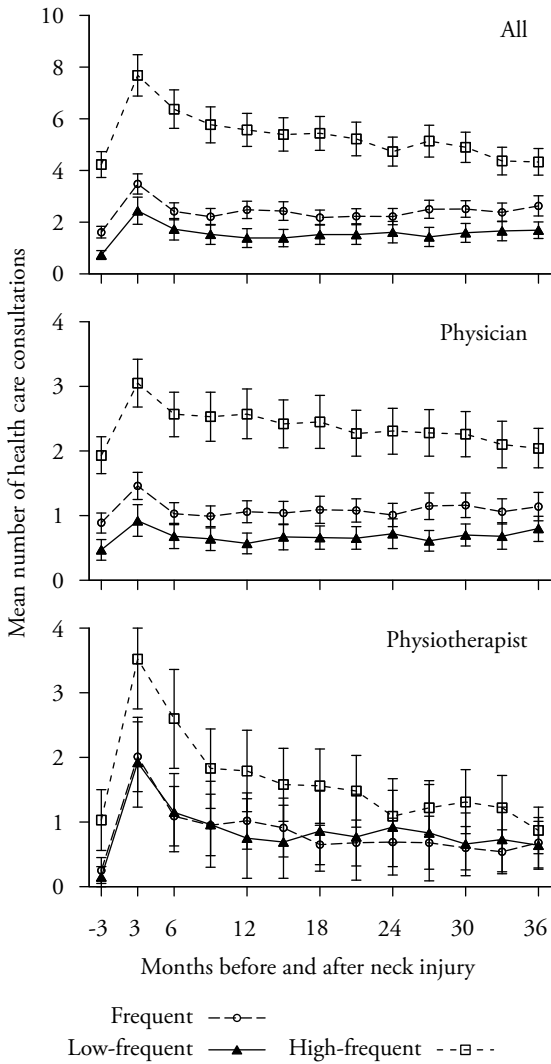 All
10
8
6
4
2
0
Mean number of health care consultations
Physician
4
3
2
1
0
Physiotherapist
4
3
2
1
0
-3 3 6 12 18 24 30 36
Months before and after neck injury
Frequent
Low-frequent High-frequent